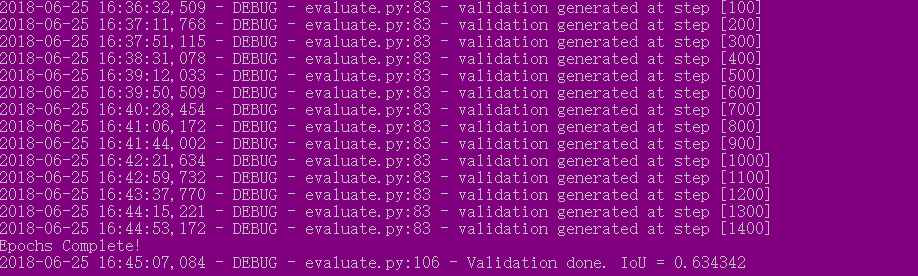 2018-06-25 16:36:32,509 - DEBUG - evaluate.py:83 - validation generated at step [100]
2018-06-25 16:37:11,768 - DEBUG - evaluate.py:83 - validation generated at step [200]
2018-06-25 16:37:51,115 - DEBUG - evaluate.py:83 - validation generated at step [300]
2018-06-25 16:38:31,078 - DEBUG - evaluate.py:83 - validation generated at step [400]
2018-06-25 16:39:12,033 - DEBUG - evaluate.py:83 - validation generated at step [500]
2018-06-25 16:39:50,509 - DEBUG - evaluate.py:83 - validation generated at step [600]
2018-06-25 16:40:28,454 - DEBUG - evaluate.py:83 - validation generated at step [700]
2018-06-25 16:41:06,172 - DEBUG - evaluate.py:83 - validation generated at step [800]
2018-06-25 16:41:44,002 - DEBUG - evaluate.py:83 - validation generated at step [900]
2018-06-25 16:42:21,634 - DEBUG - evaluate.py:83 - validation generated at step [1000]
2018-06-25 16:42:59,732 - DEBUG - evaluate.py:83 - validation generated at step [1100]
2018-06-25 16:43:37,770 - DEBUG - evaluate.py:83 - validation generated at step [1200]
2018-06-25 16:44:15,221 - DEBUG - evaluate.py:83 - validation generated at step [1300]
2018-06-25 16:44:53,172 - DEBUG - evaluate.py:83 - validation generated at step [1400]
Epochs Complete!
2018-06-25 16:45:07,084 - DEBUG - evaluate.py:106 - Validation done. IoU = 0.634342